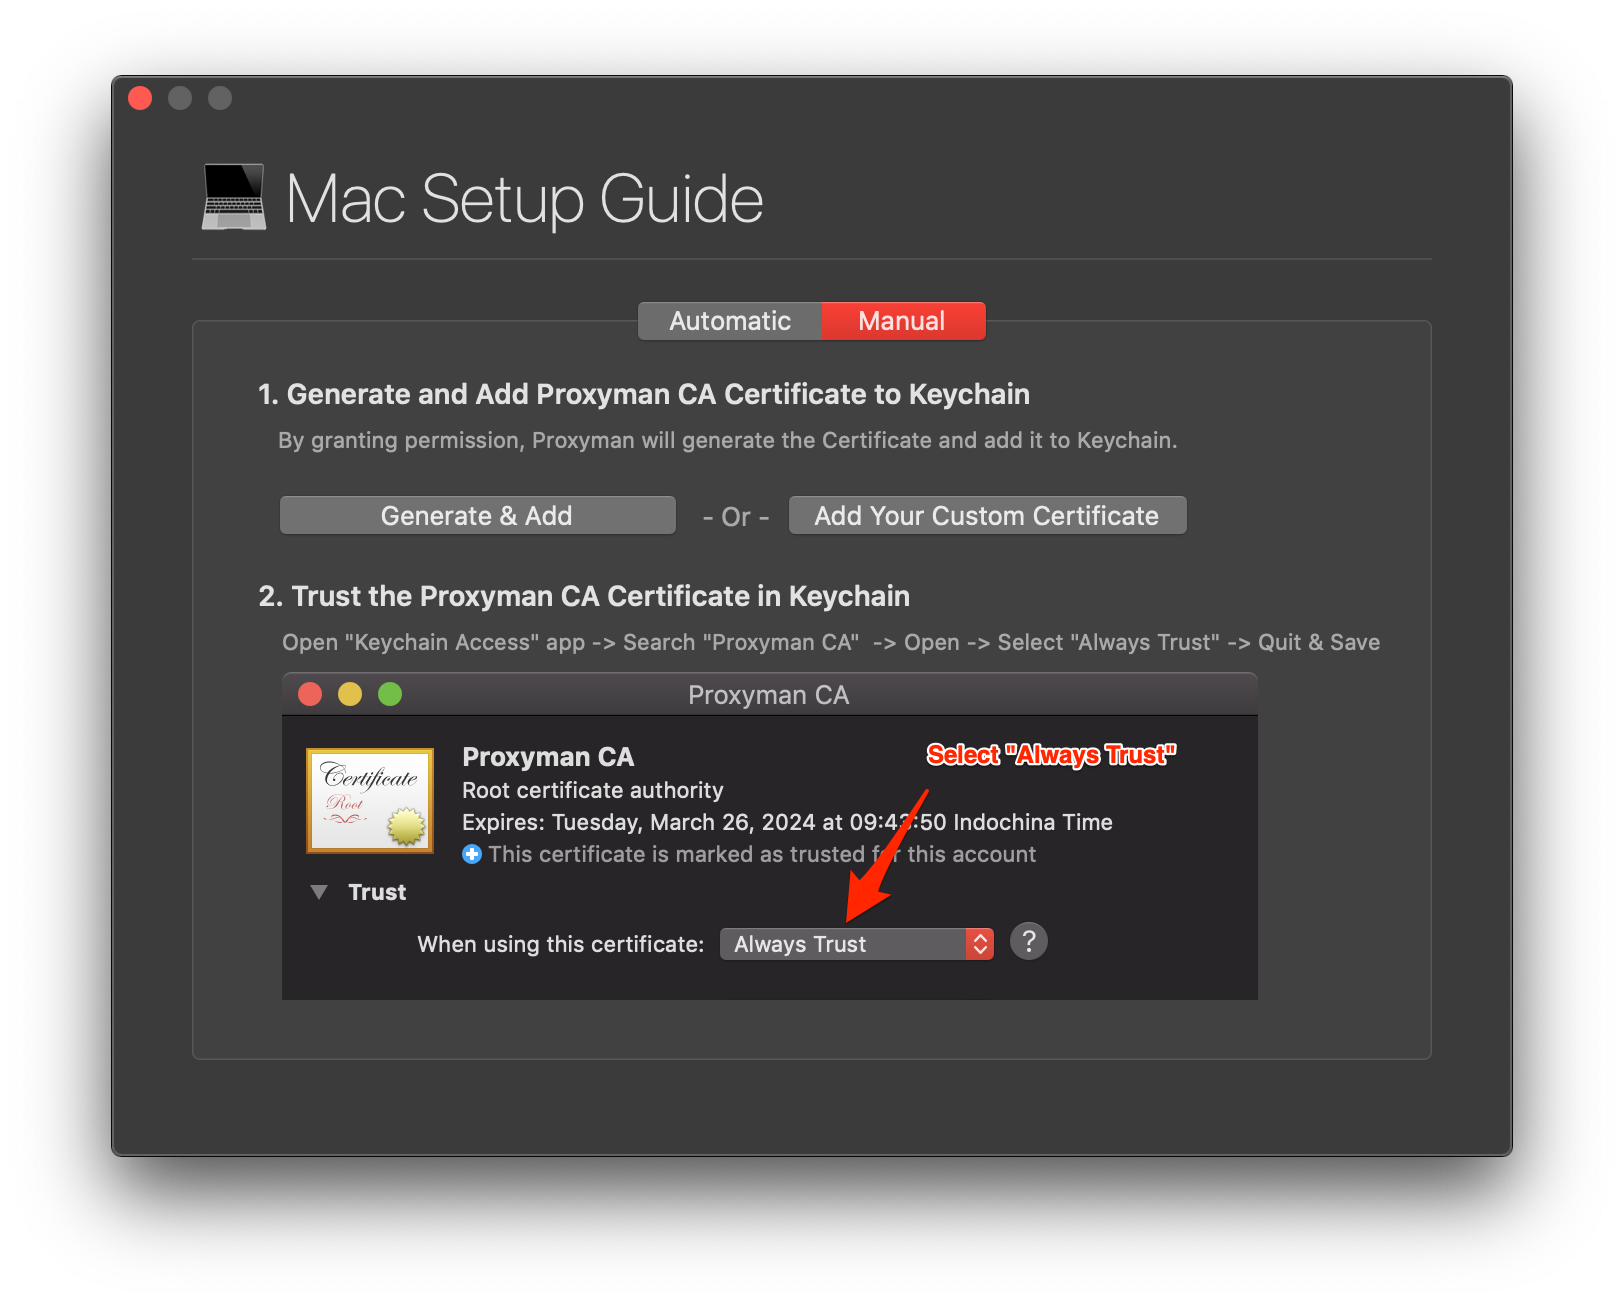 Mac Setup Guide
Automatic Manual
1. Generate and Add Proxyman CA Certificate to Keychain
By granting permission, Proxyman will generate the Certificate and add it to Keychain.
Generate & Add - Or - Add Your Custom Certificate
2. Trust the Proxyman CA Certificate in Keychain
Open "Keychain Access" app -> Search "Proxyman CA" -> Open -> Select "Always Trust" -> Quit & Save
Proxyman CA
Certificate
Root
Proxyman CA
Select "Always Trust"
Root certificate authority
Expires: Tuesday, March 26, 2024 at 09:43:50 Indochina Time
This certificate is marked as trusted for this account
Trust
When using this certificate: Always Trust ?